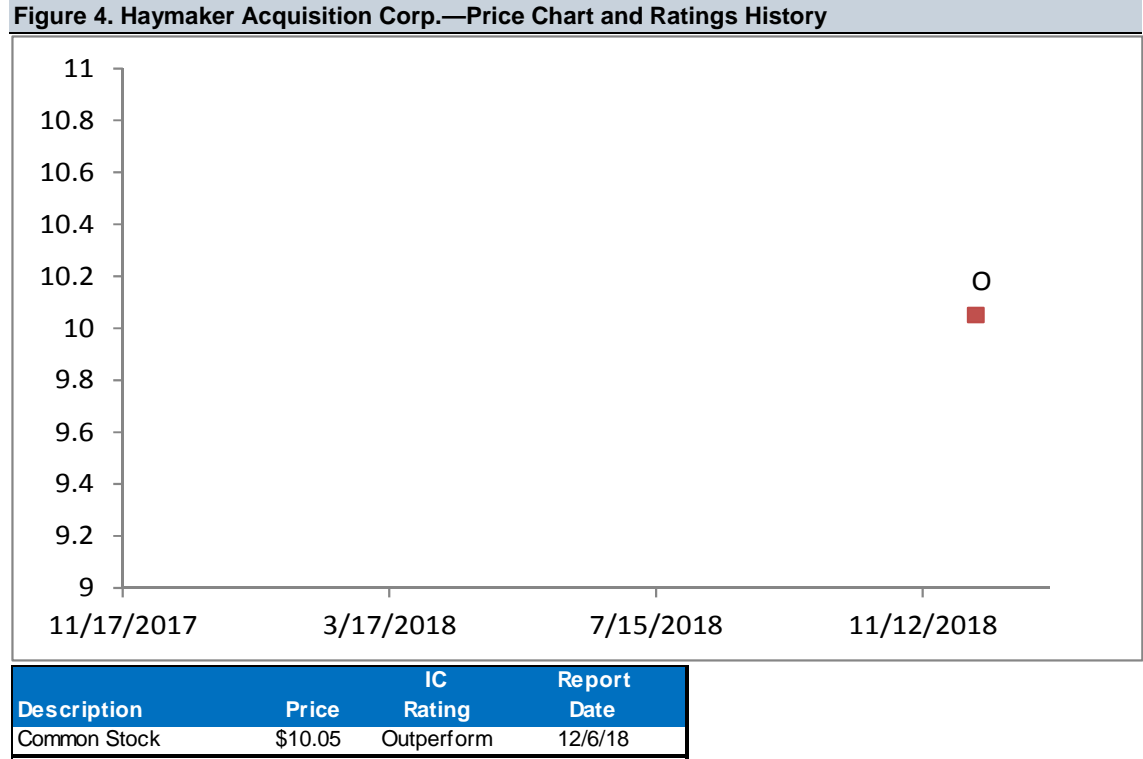 Figure 4. Haymaker Acquisition Corp.—Price Chart and Ratings History
11
10.8
10.6
10.4
10.2
10
9.8
9.6
9.4
9.2
9
O
11/17/2017 3/17/2018 7/15/2018 11/12/2018
IC Report
Description Price Rating Date
Common Stock $10.05 Outperform 12/6/18